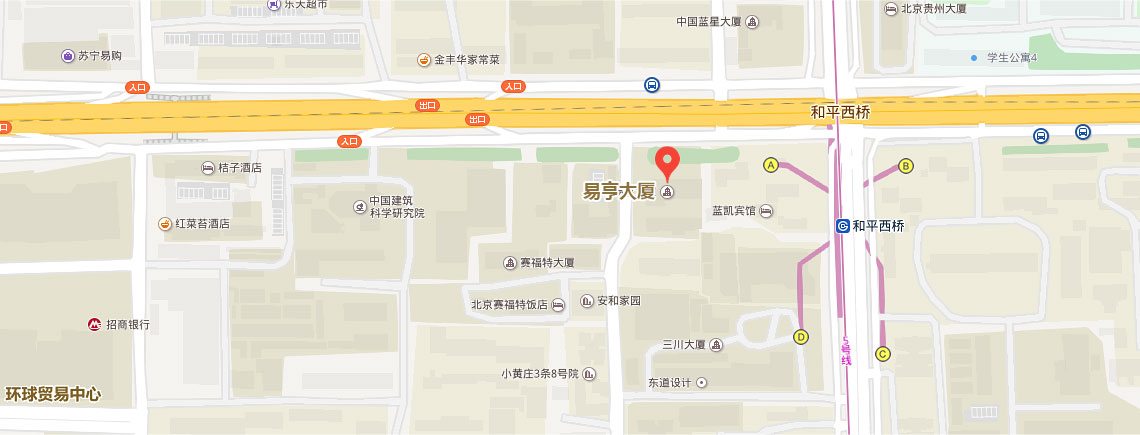 乐天超市
北京贵州大厦
中国蓝星大厦
苏宁易购
金丰华家常菜
学生公寓4
入口
入口
出口
和平西桥
出口
口
入口
桔子酒店
A
B
易亨大厦
中国建筑
科学研究院
蓝凯宾馆
红菜苔酒店
和平西桥
赛福特大厦
北京赛福特饭店
安和家园
招商银行
D
三川大厦
5号线
C
小黄庄3条8号院
东道设计
环球贸易中心